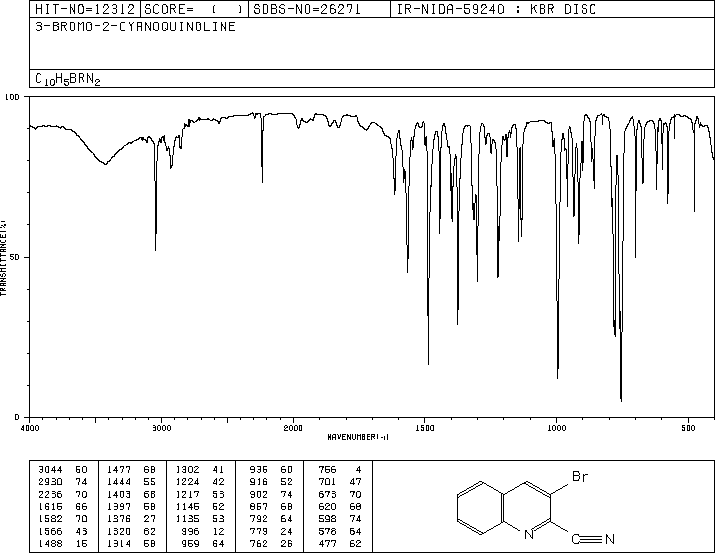 HIT-NO=12312 SCORE= ( ) SDBS-NO=26271 IR-NIDA-59240 : KBR DISC
3-BROMO-2-CYANOQUINOLINE
C10H5BRN2
100
50
0
TRANSMITTANCE(%)
4000 3000 2000 1500 1000 500
WAVENUMBER(-1)
3044 50 1477 68 1302 41 936 60 756 4
2930 74 1444 55 1224 42 916 52 701 47
2236 70 1403 66 1217 53 902 74 673 70
1615 66 1397 58 1145 52 857 68 620 68
1582 70 1376 27 1135 53 792 64 598 74
1566 43 1320 62 996 12 779 24 578 64
1488 15 1314 58 959 64 762 26 477 62
Br
N
C≡N